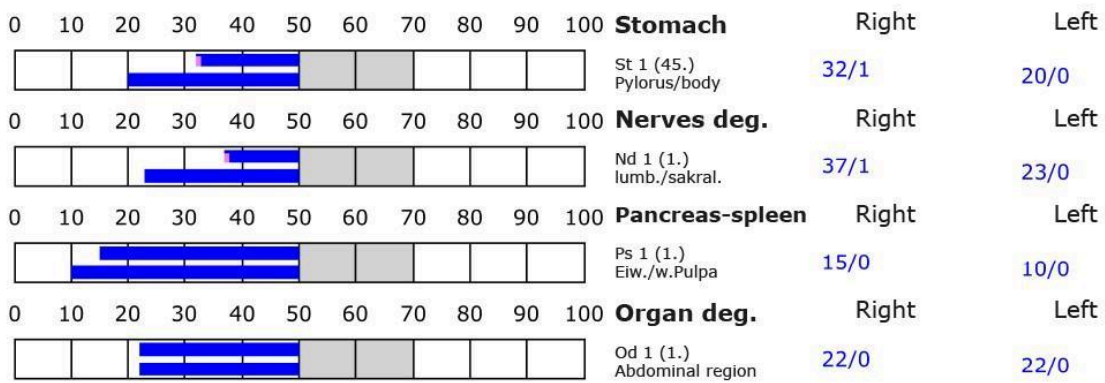 0 10 20 30 40 50 60 70 80 90 100 Stomach Right Left
St 1 (45.)
Pylorus/body
32/1 20/0
0 10 20 30 40 50 60 70 80 90 100 Nerves deg. Right Left
Nd 1 (1.)
lumb./sakral.
37/1 23/0
0 10 20 30 40 50 60 70 80 90 100 Pancreas-spleen Right Left
Ps 1 (1.)
Eiw./w.Pulpa
15/0 10/0
0 10 20 30 40 50 60 70 80 90 100 Organ deg. Right Left
Od 1 (1.)
Abdominal region
22/0 22/0